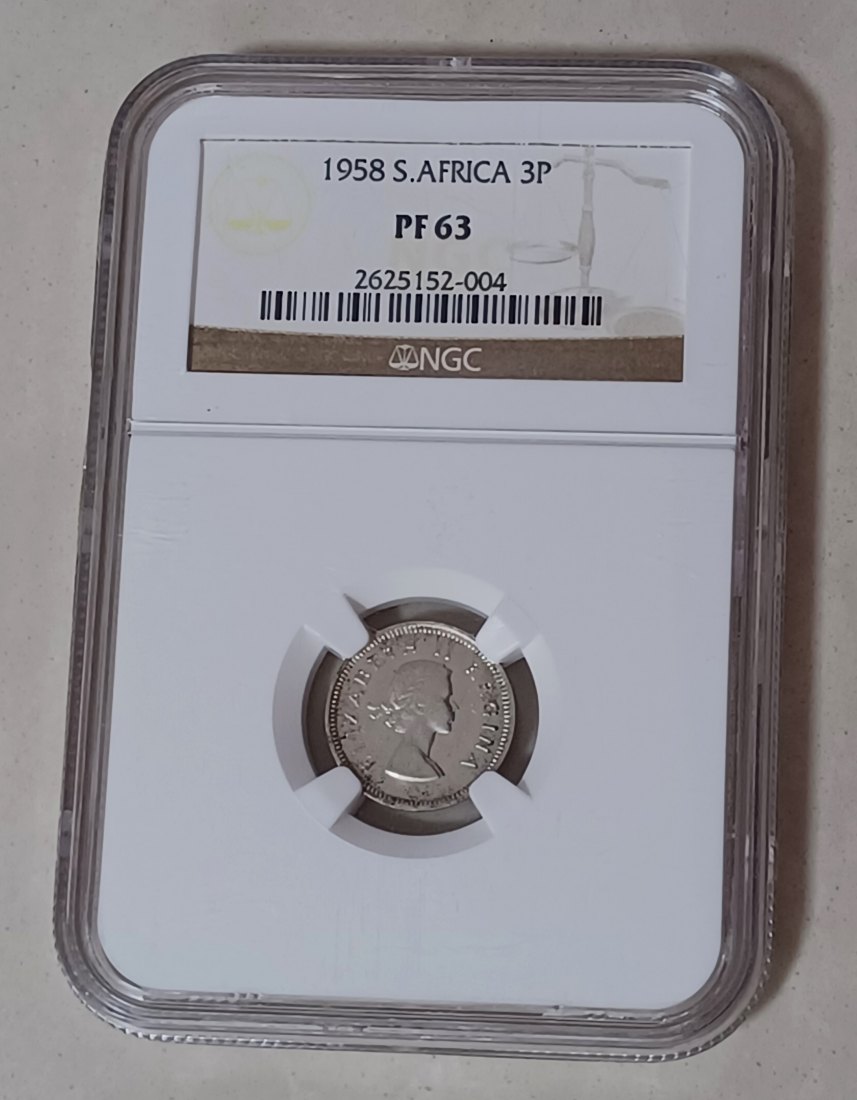 1958 S.AFRICA 3P
PF 63
2625152-004
NGC
ELIZABETH II REGINA